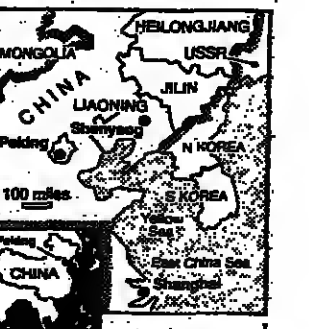 HEILONGJIANG
MONGOLIA
USSR
CHINA
JILIN
LIAONING
Shenyang
Peking
N KOREA
100 miles
S KOREA
Yellow
Sea
Peking
East China Sea
CHINA
Shanghai